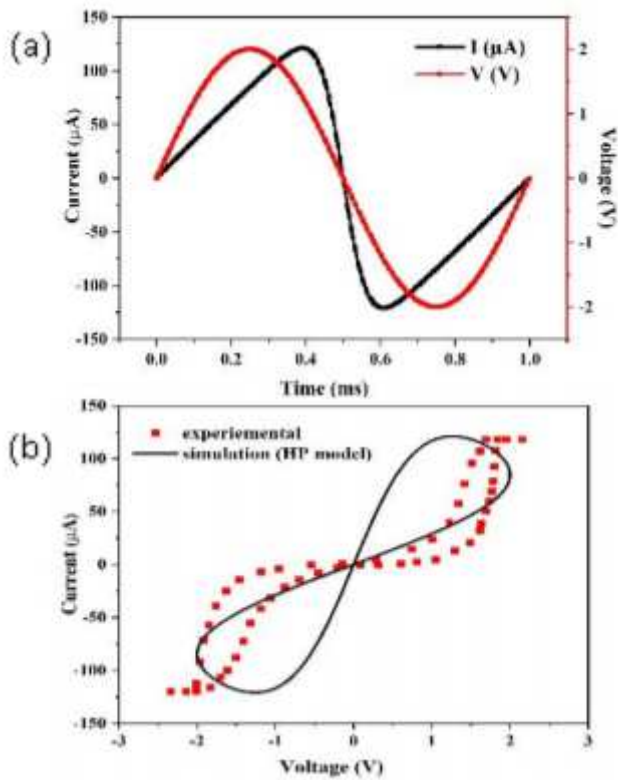 (a)
I (µA)
V (V)
150
100
50
0
-50
-100
-150
Current (µA)
2
1
0
-1
-2
Voltage (V)
0.0 0.2 0.4 0.6 0.8 1.0
Time (ms)
(b)
experiemental
simulation (HP model)
150
100
50
0
-50
-100
-150
Current (µA)
-3 -2 -1 0 1 2 3
Voltage (V)